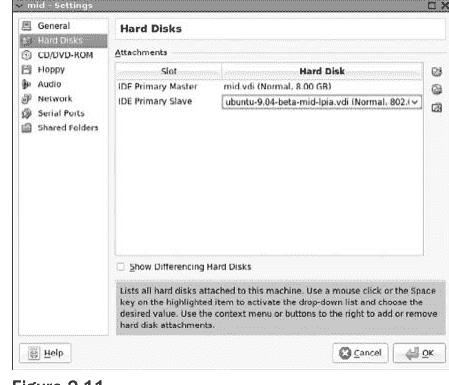 mid - Settings
General
Hard Disks
CD/DVD-ROM
Floppy
Audio
Network
Serial Ports
Shared Folders
Hard Disks
Attachments
Slot
Hard Disk
IDE Primary Master
mid.vdi (Normal, 8.00 GB)
IDE Primary Slave
ubuntu-9.04-beta-mid-lpia.vdi (Normal, 802.(
Show Differencing Hard Disks
Lists all hard disks attached to this machine. Use a mouse click or the Space
key on the highlighted item to activate the drop-down list and choose the
desired value. Use the context menu or buttons to the right to add or remove
hard disk attachments.
Help
Cancel
OK